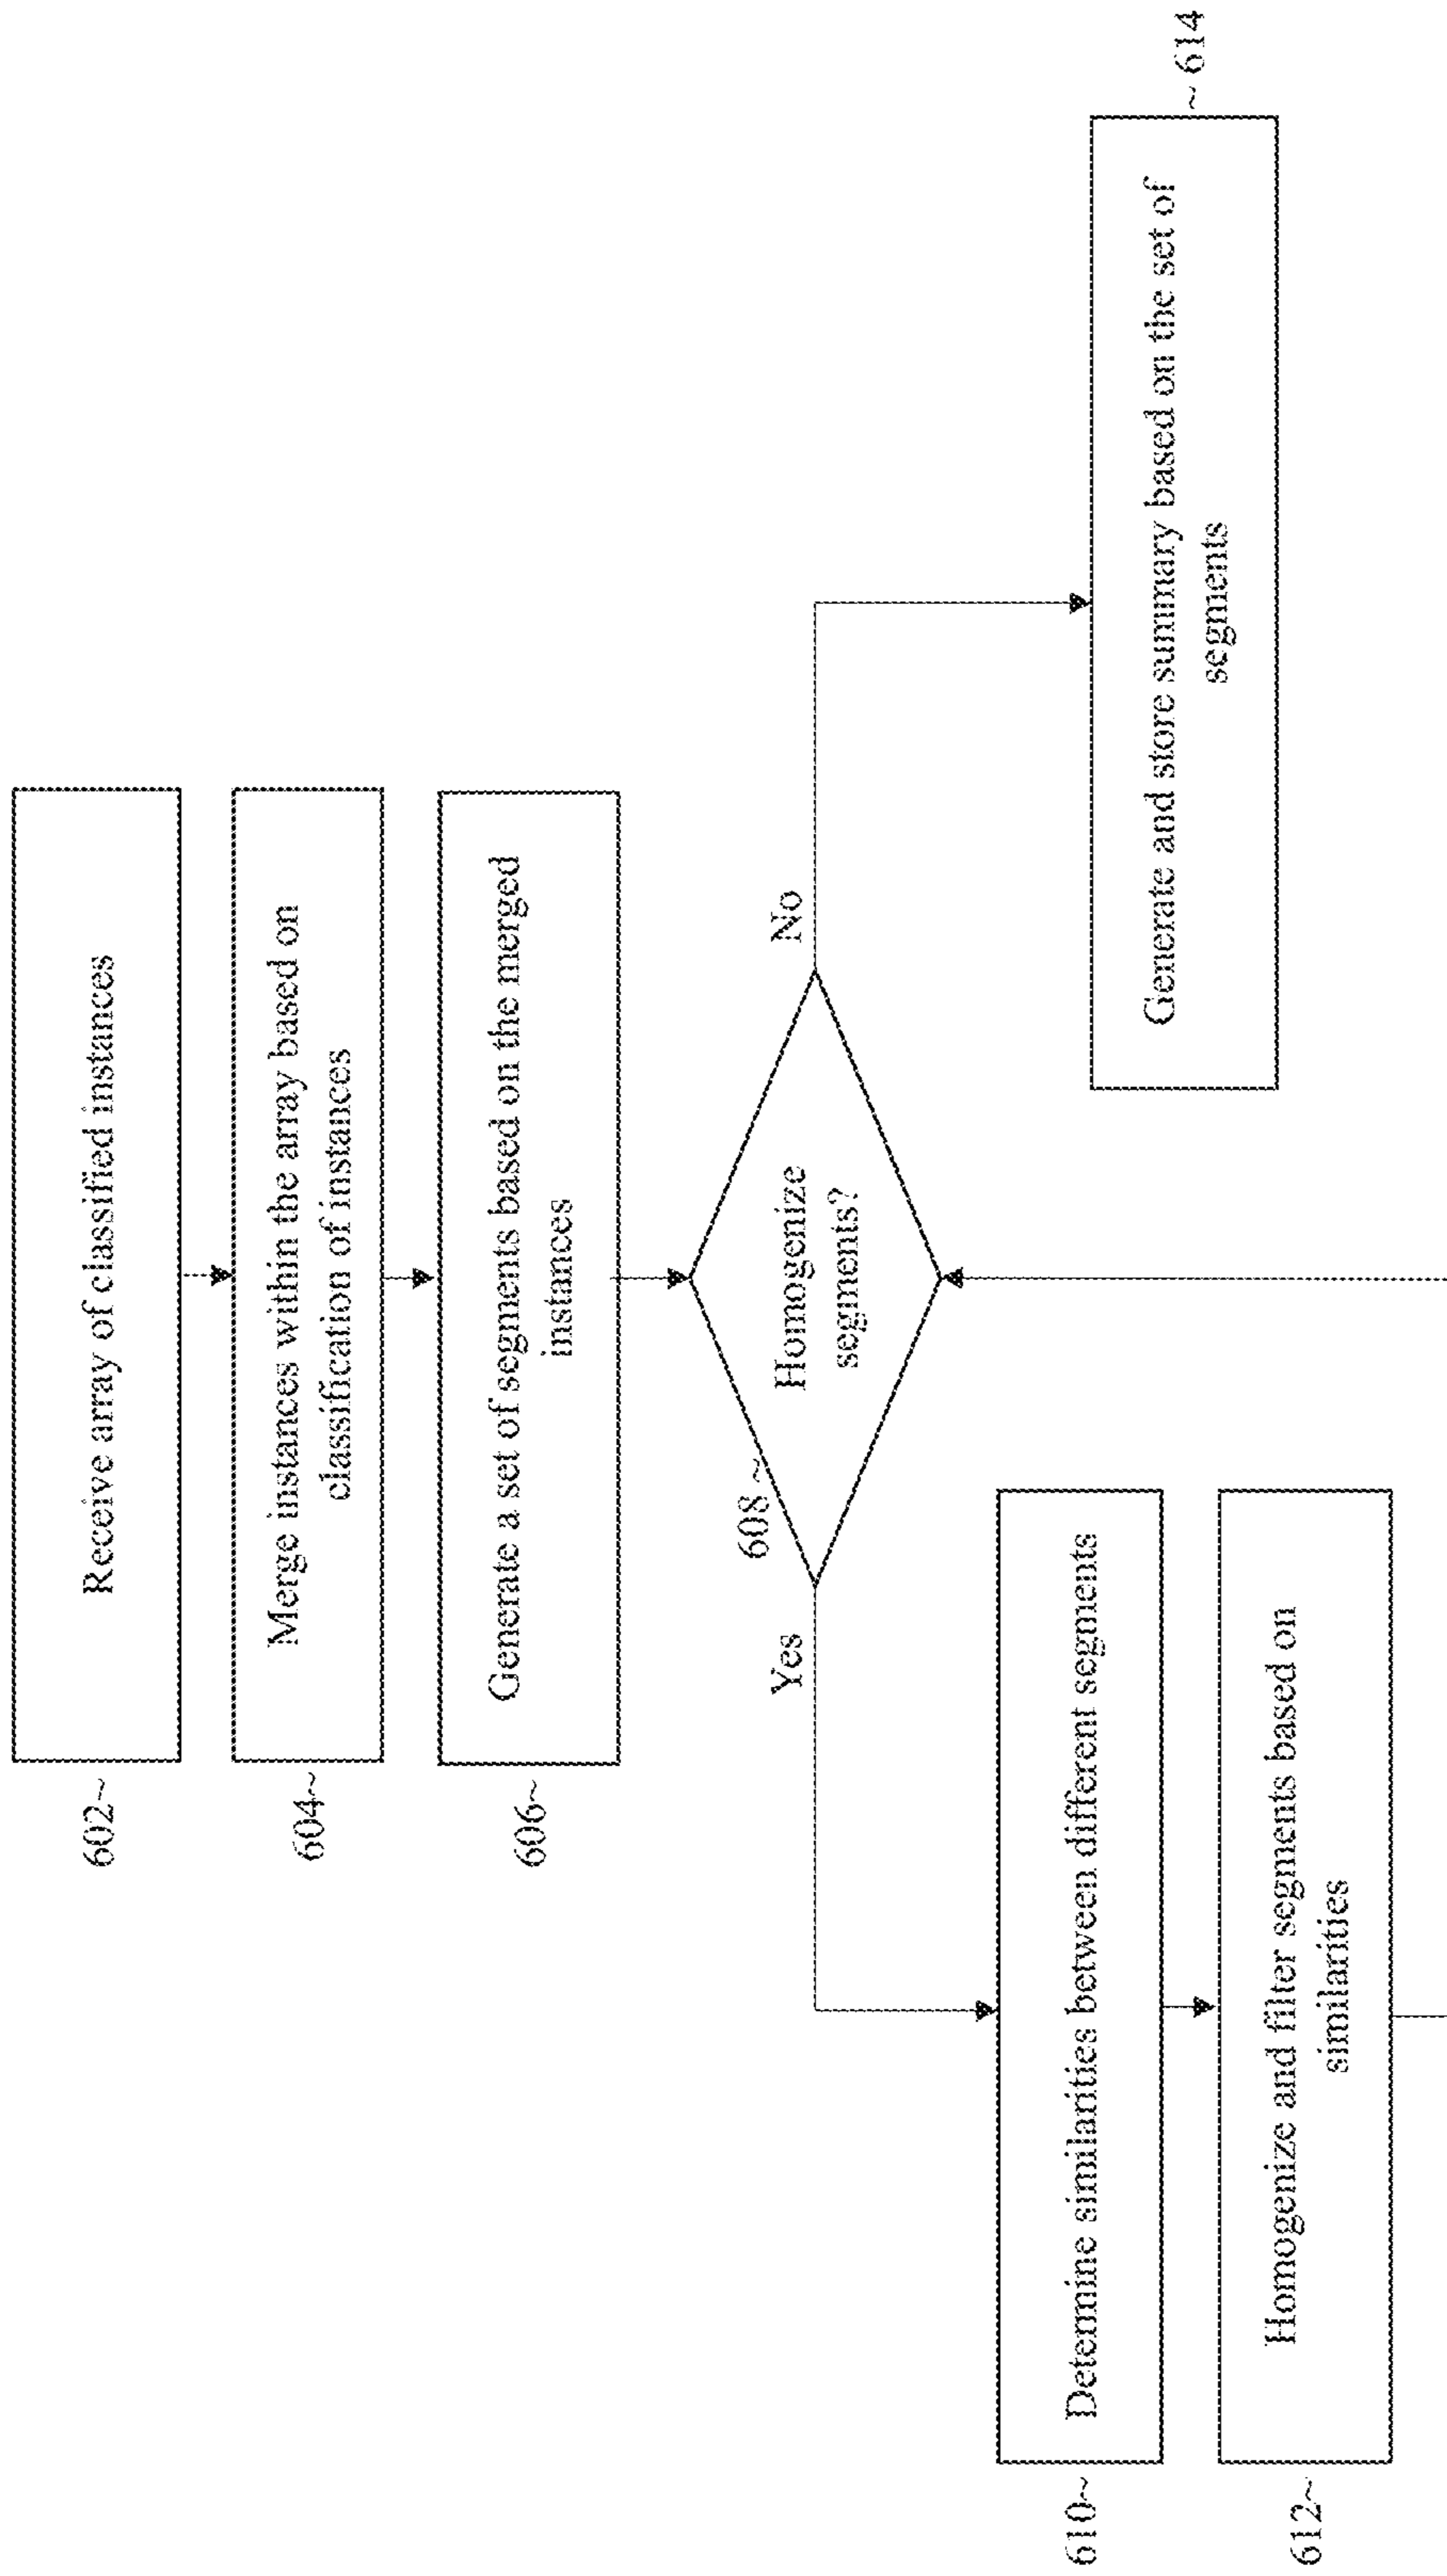 602~
Receive array of classified instances
604~
Merge instances within the array based on
classification of instances
606~
Generate a set of segments based on the merged
instances
608 ~
Homogenize
segments?
Yes
No
610~
Determine similarities between different segments
612~
Homogenize and filter segments based on
similarities
Generate and store summary based on the set of
segments
~ 614